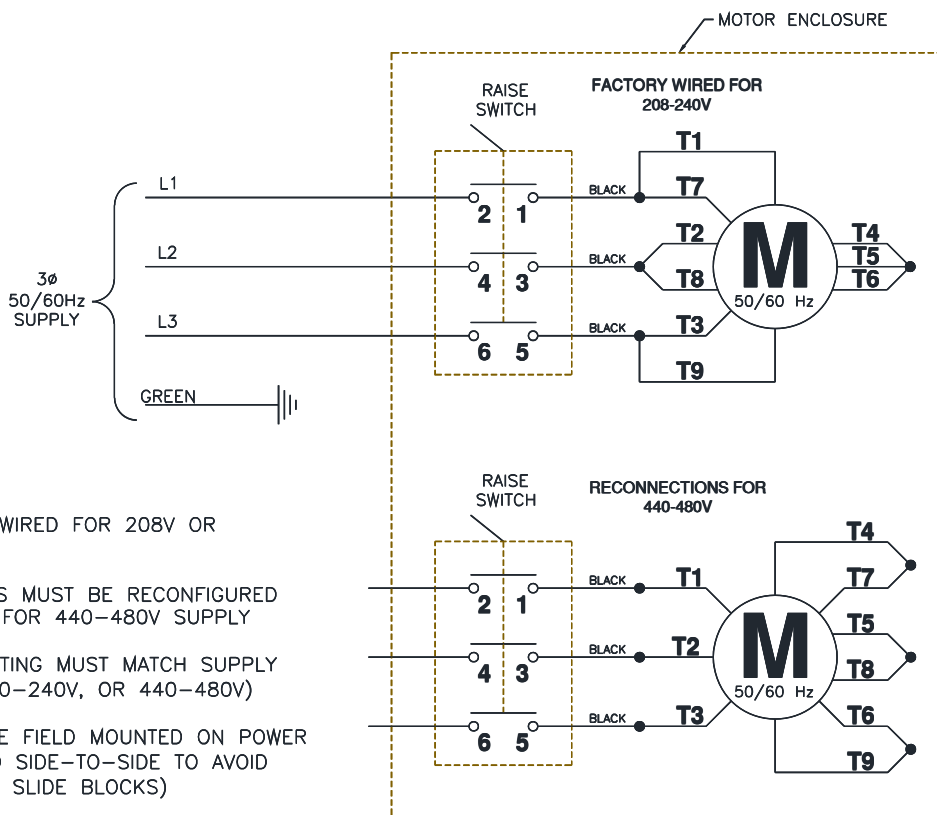 MOTOR ENCLOSURE
RAISE
SWITCH
FACTORY WIRED FOR
208-240V
T1
L1
BLACK
T7
2 1
L2
BLACK
T2
T8
4 3
M
50/60 Hz
T4
T5
T6
3ø
50/60Hz
SUPPLY
L3
BLACK
T3
6 5
T9
GREEN
RAISE
SWITCH
RECONNECTIONS FOR
440-480V
WIRED FOR 208V OR
S MUST BE RECONFIGURED
FOR 440-480V SUPPLY
TING MUST MATCH SUPPLY
0-240V, OR 440-480V)
E FIELD MOUNTED ON POWER
SIDE-TO-SIDE TO AVOID
SLIDE BLOCKS)
T4
BLACK
T1
T7
2 1
T5
BLACK
T2
4 3
M
50/60 Hz
T8
BLACK
T3
T6
6 5
T9